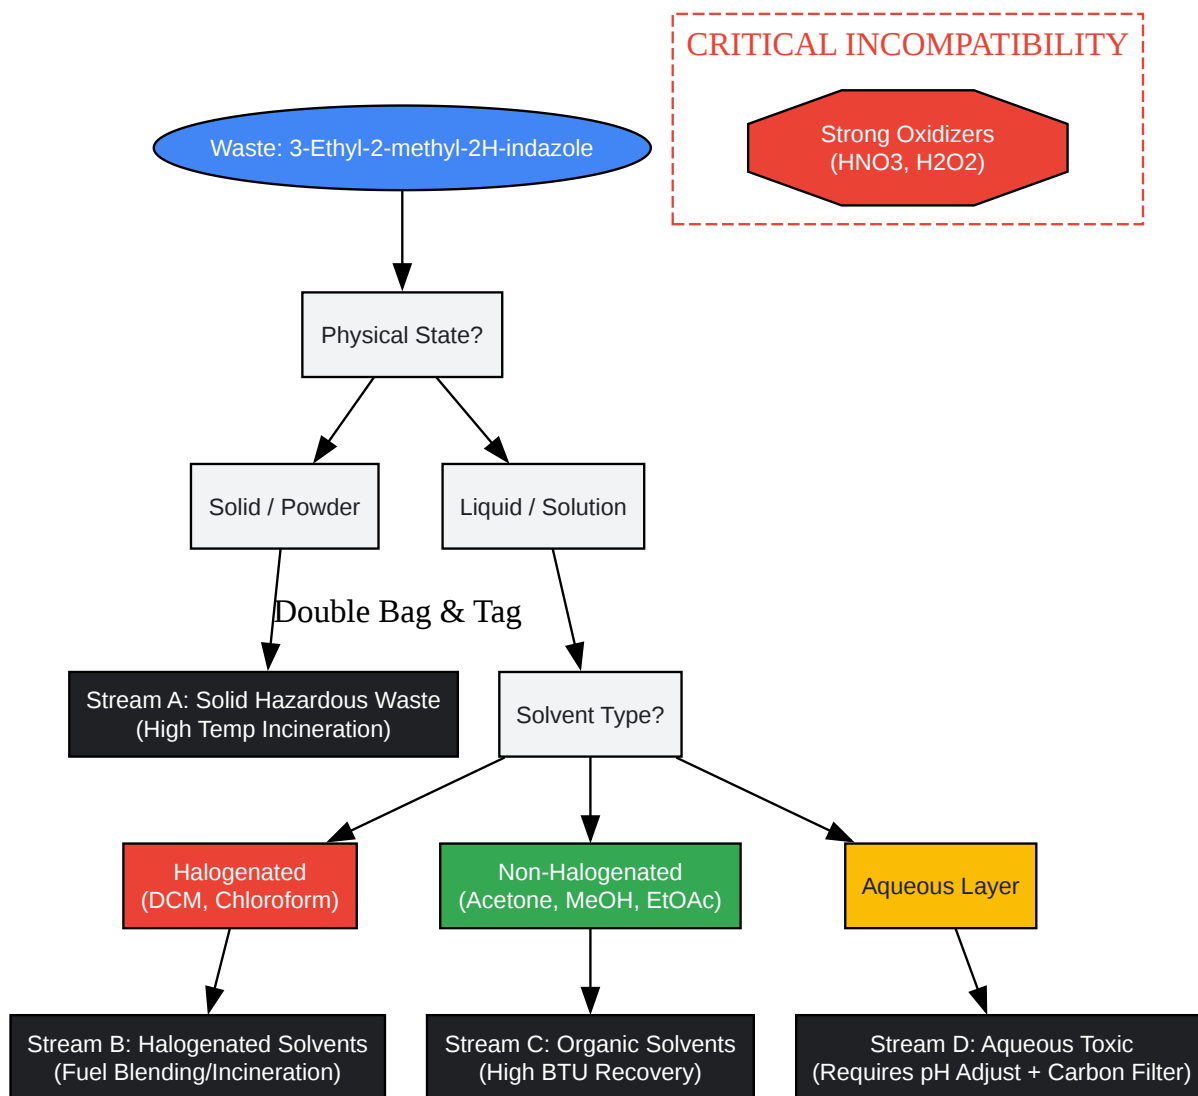 CRITICAL INCOMPATIBILITY
Strong Oxidizers
(HNO3, H2O2)
Waste: 3-Ethyl-2-methyl-2H-indazole
Physical State?
Solid / Powder
Liquid / Solution
Double Bag & Tag
Stream A: Solid Hazardous Waste
(High Temp Incineration)
Solvent Type?
Halogenated
(DCM, Chloroform)
Non-Halogenated
(Acetone, MeOH, EtOAc)
Aqueous Layer
Stream B: Halogenated Solvents
(Fuel Blending/Incineration)
Stream C: Organic Solvents
(High BTU Recovery)
Stream D: Aqueous Toxic
(Requires pH Adjust + Carbon Filter)